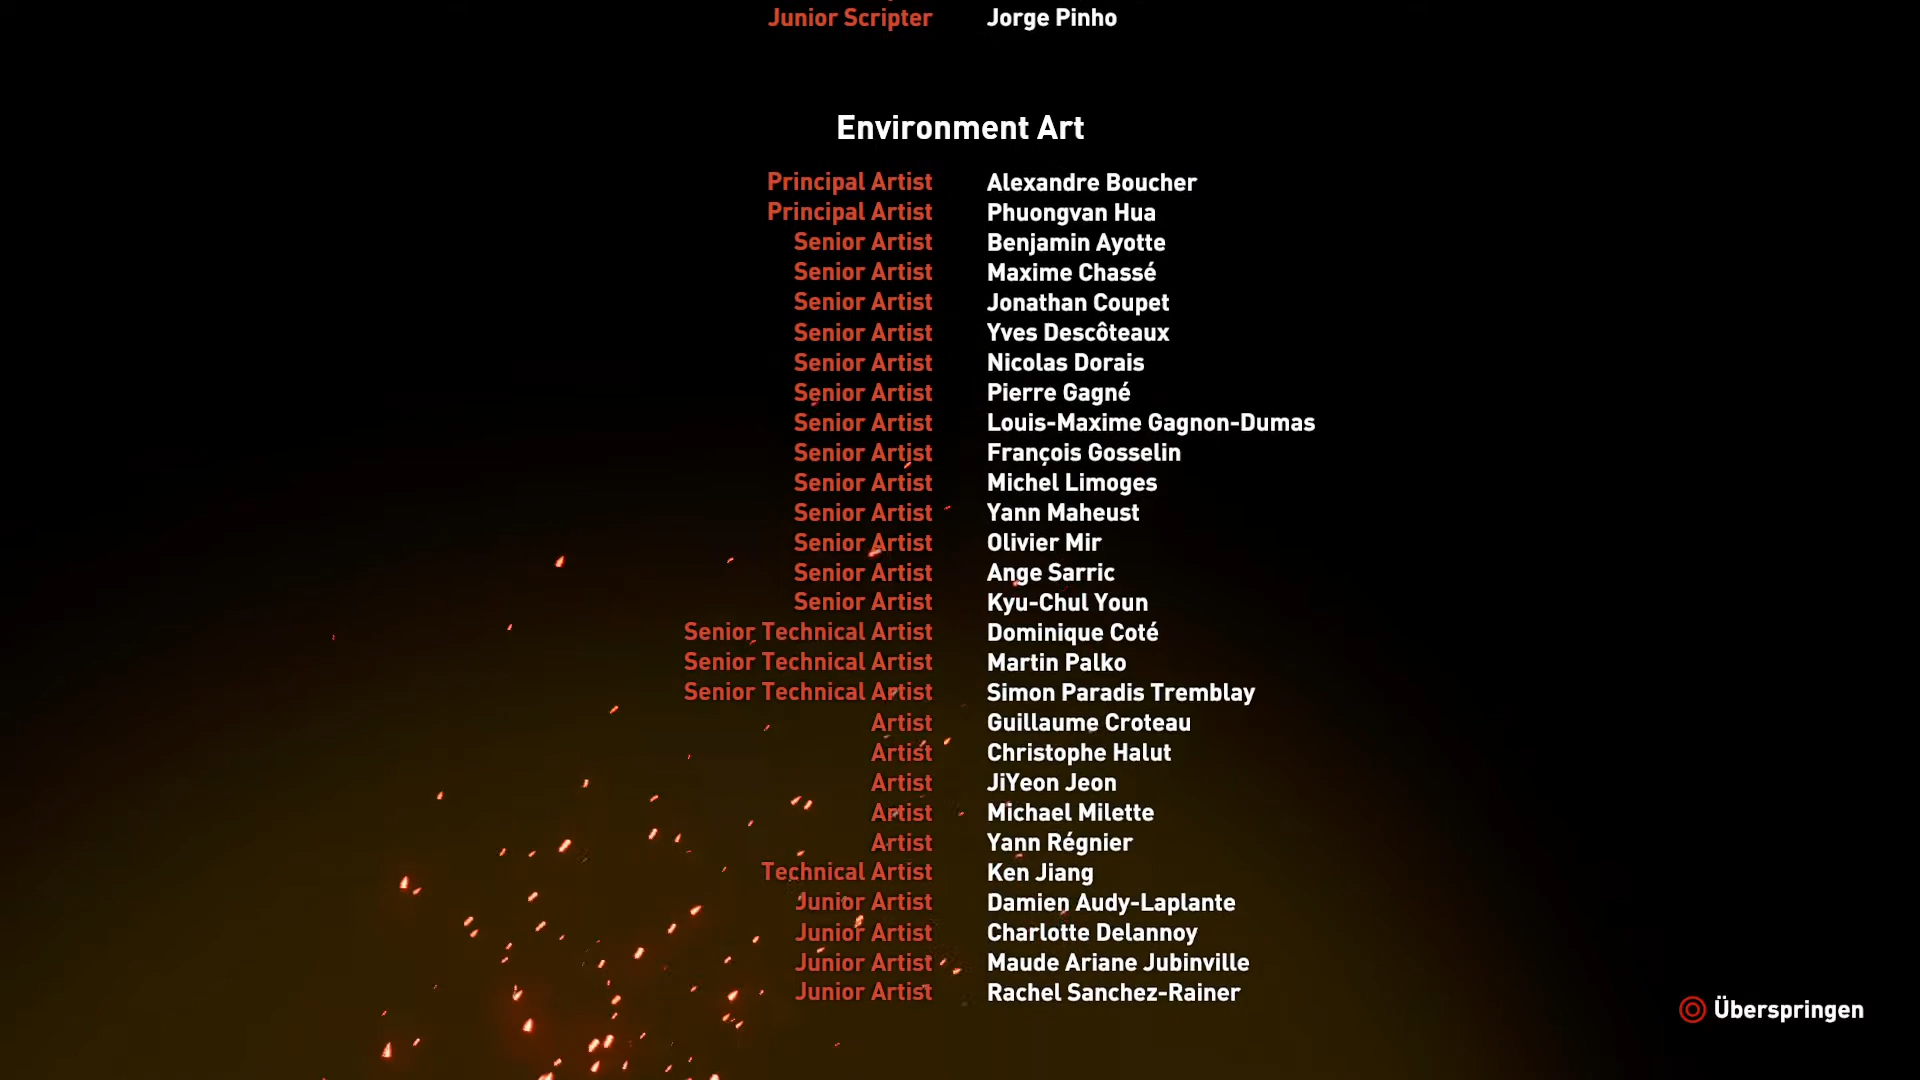 Junior Scripter Jorge Pinho
Environment Art
Principal Artist Alexandre Boucher
Principal Artist Phuongvan Hua
Senior Artist Benjamin Ayotte
Senior Artist Maxime Chassé
Senior Artist Jonathan Coupet
Senior Artist Yves Descôteaux
Senior Artist Nicolas Dorais
Senior Artist Pierre Gagné
Senior Artist Louis-Maxime Gagnon-Dumas
Senior Artist François Gosselin
Senior Artist Michel Limoges
Senior Artist Yann Maheust
Senior Artist Olivier Mir
Senior Artist Ange Sarric
Senior Artist Kyu-Chul Youn
Senior Technical Artist Dominique Coté
Senior Technical Artist Martin Palko
Senior Technical Artist Simon Paradis Tremblay
Artist Guillaume Croteau
Artist Christophe Halut
Artist JiYeon Jeon
Artist Michael Milette
Artist Yann Régnier
Technical Artist Ken Jiang
Junior Artist Damien Audy-Laplante
Junior Artist Charlotte Delannoy
Junior Artist Maude Ariane Jubinville
Junior Artist Rachel Sanchez-Rainer
Überspringen